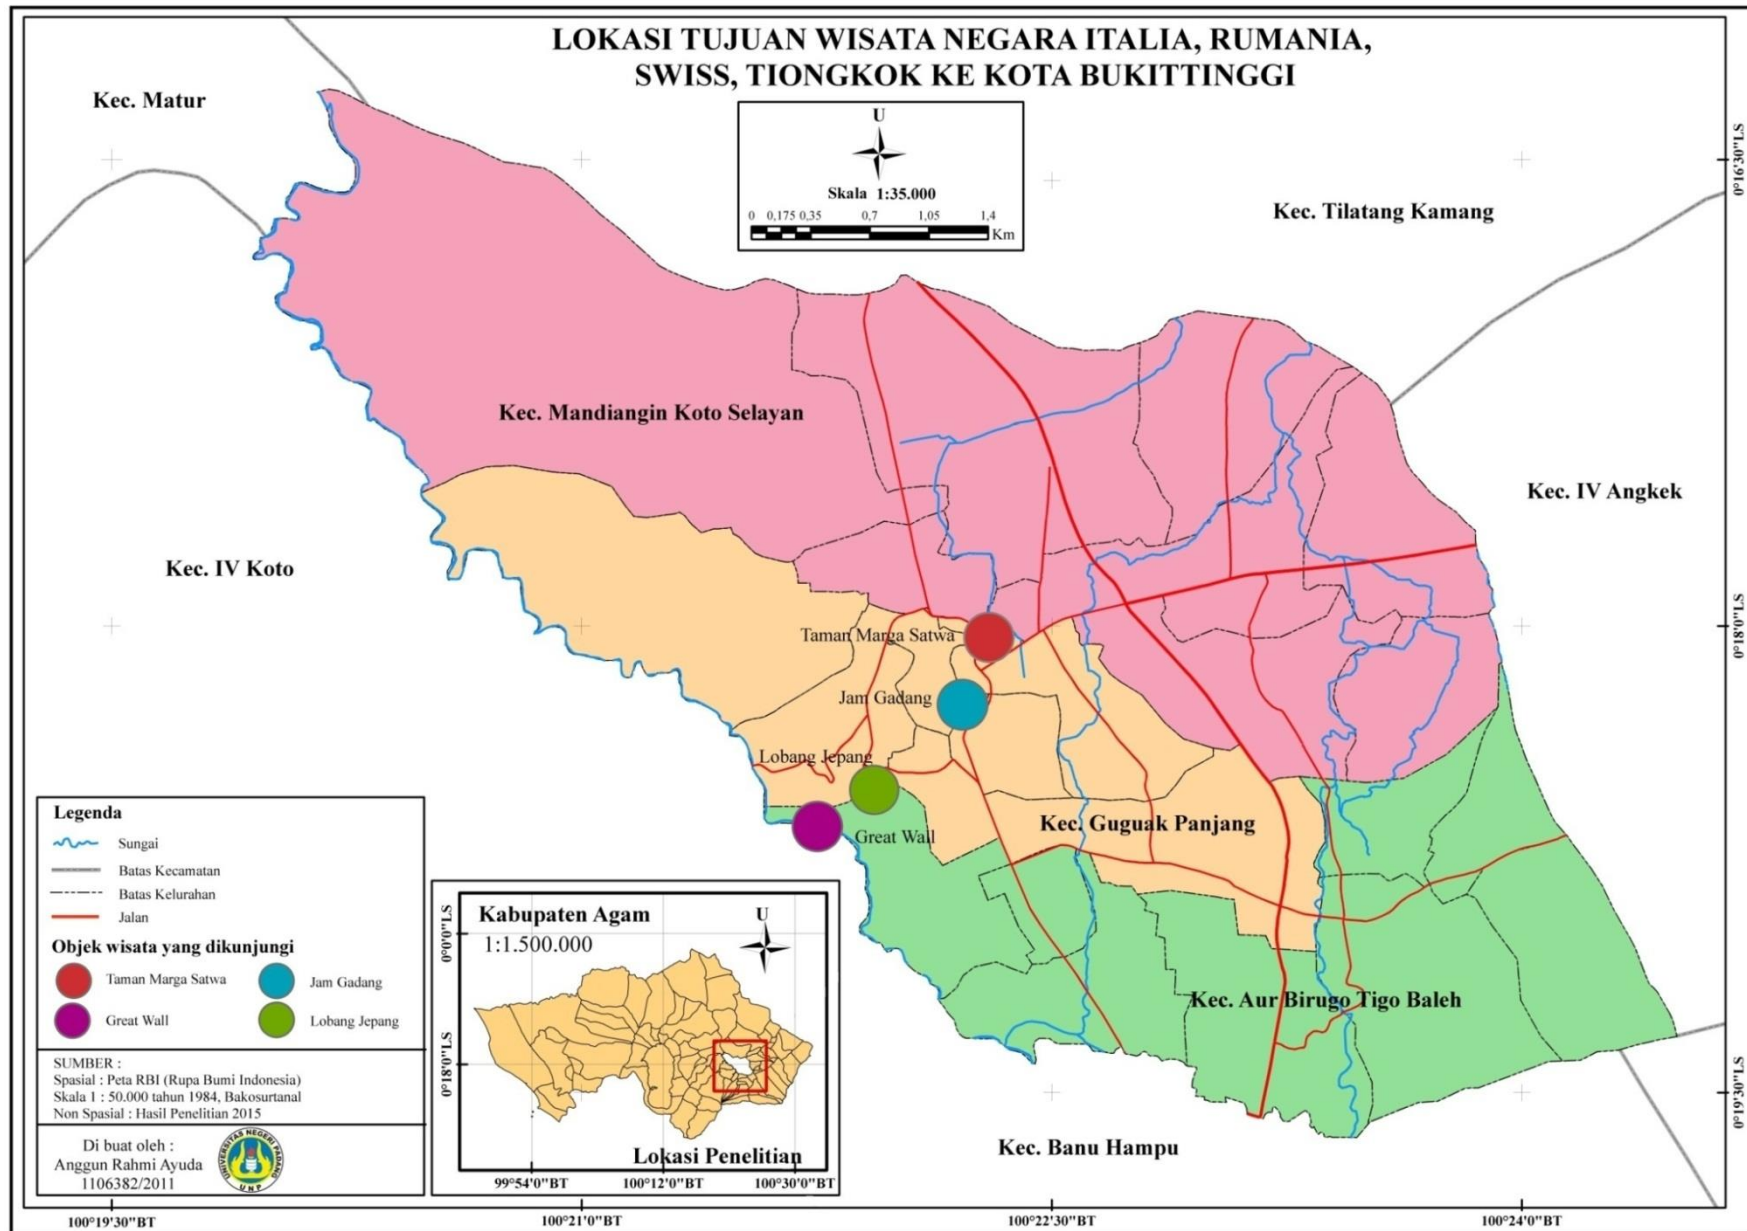 LOKASI TUJUAN WISATA NEGARA ITALIA, RUMANIA,
SWISS, TIONGKOK KE KOTA BUKITTINGGI
U
Skala 1:35.000
0 0,175 0,35 0,7 1,05 1,4
Km
Kec. Matur
Kec. Tilatang Kamang
Kec. Mandiangin Koto Selayan
Kec. IV Angkek
Kec. IV Koto
Taman Marga Satwa
Jam Gadang
Lobang Jepang
Great Wall
Kec. Guguak Panjang
Kec. Aur Birugo Tigo Baleh
Kec. Banu Hampu
0°16'30"LS
0°18'0"LS
0°19'30"LS
Legenda
Sungai
Batas Kecamatan
Batas Kelurahan
Jalan
Objek wisata yang dikunjungi
Taman Marga Satwa
Jam Gadang
Great Wall
Lobang Jepang
SUMBER :
Spasial : Peta RBI (Rupa Bumi Indonesia)
Skala 1 : 50.000 tahun 1984, Bakosurtanal
Non Spasial : Hasil Penelitian 2015
Di buat oleh :
Anggun Rahmi Ayuda
1106382/2011
UNIVERSITAS NEGERI PADANG
UNP
Kabupaten Agam
1:1.500.000
U
0°0'0"LS
0°18'0"LS
Lokasi Penelitian
99°54'0"BT 100°12'0"BT 100°30'0"BT
100°19'30"BT 100°21'0"BT 100°22'30"BT 100°24'0"BT